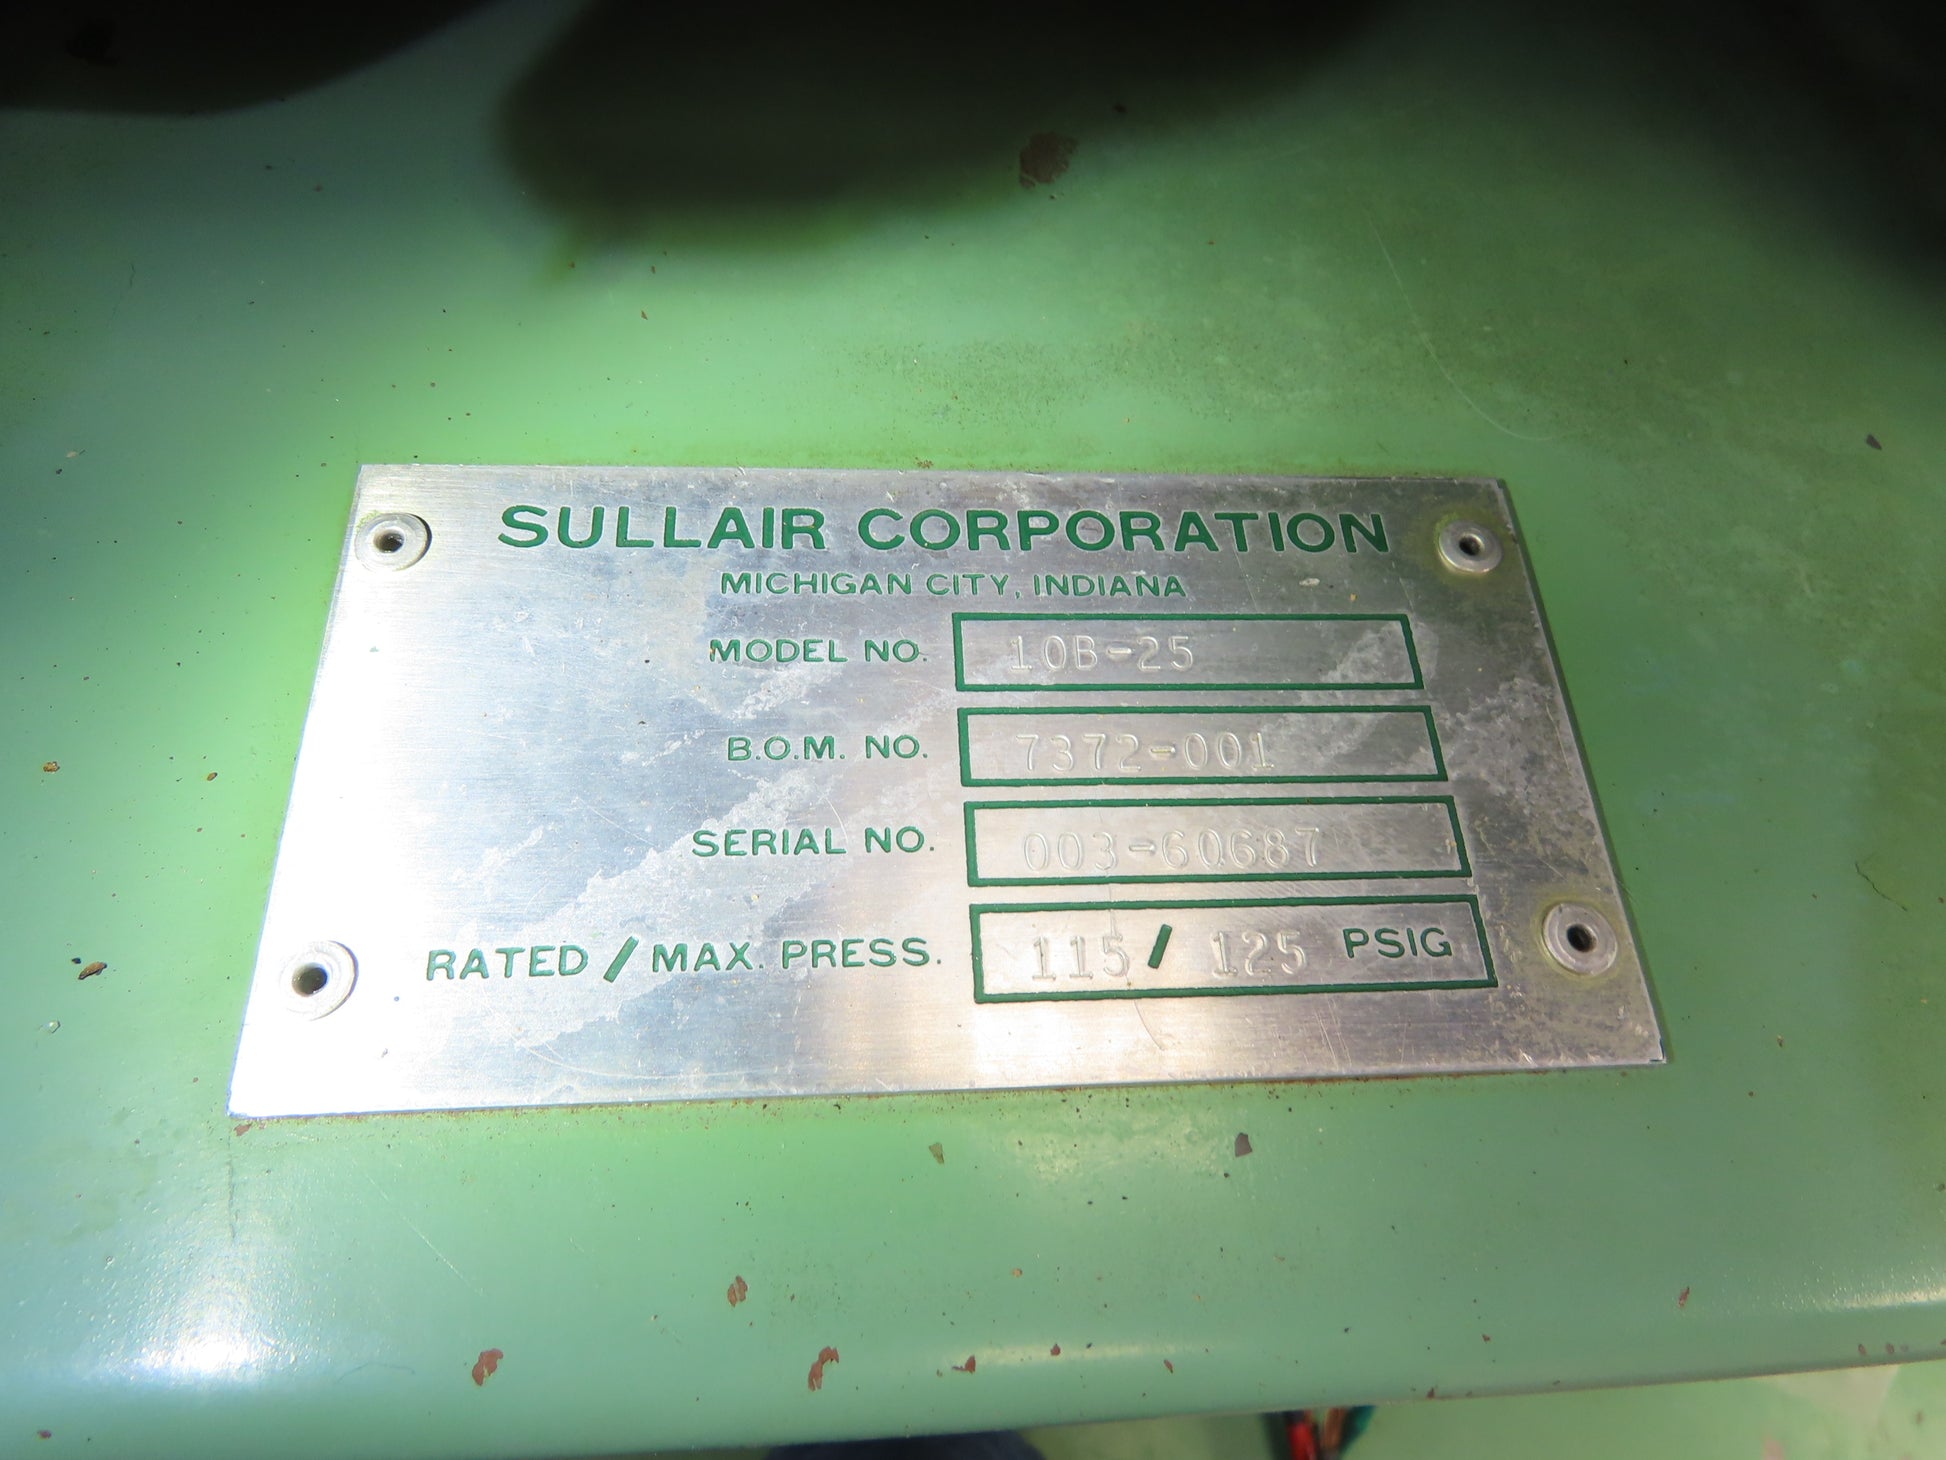 SULLAIR CORPORATION
MICHIGAN CITY, INDIANA
MODEL NO. 10B-25
B.O.M. NO. 7372-001
SERIAL NO. 003-60687
RATED / MAX. PRESS. 115 / 125 PSIG